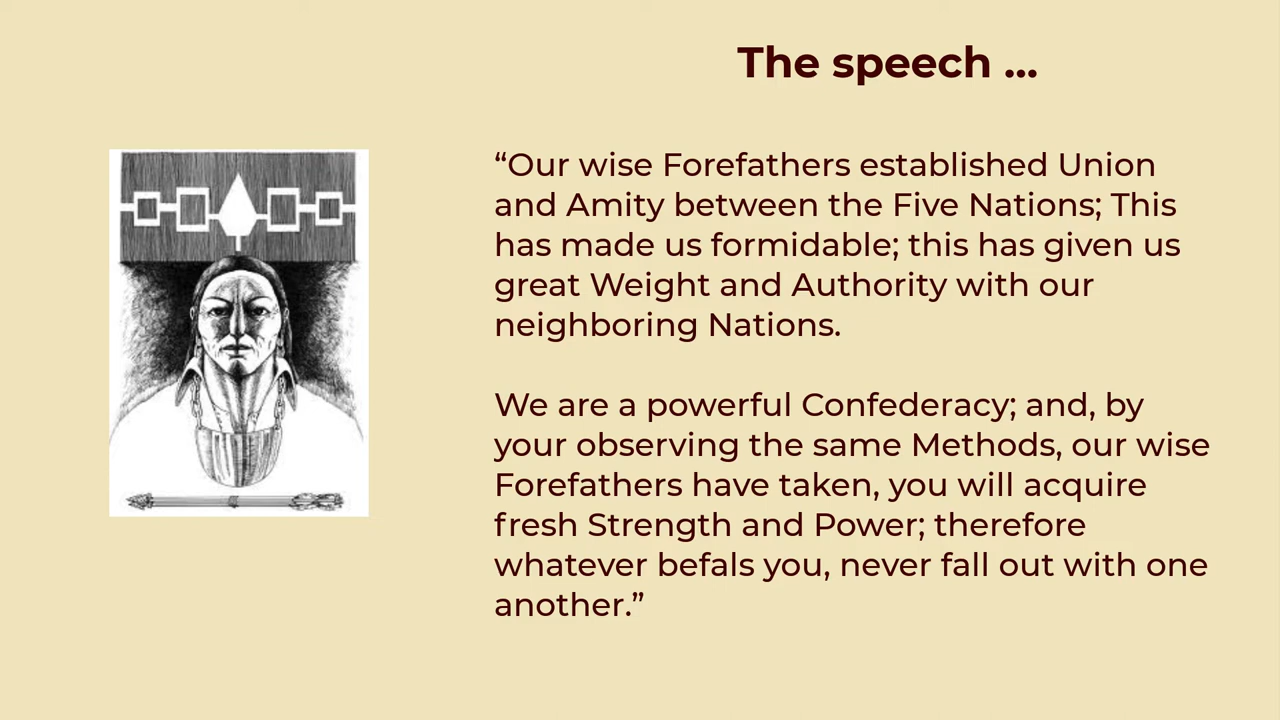 The speech ...
“Our wise Forefathers established Union
and Amity between the Five Nations; This
has made us formidable; this has given us
great Weight and Authority with our
neighboring Nations.
We are a powerful Confederacy; and, by
your observing the same Methods, our wise
Forefathers have taken, you will acquire
fresh Strength and Power; therefore
whatever befals you, never fall out with one
another.”